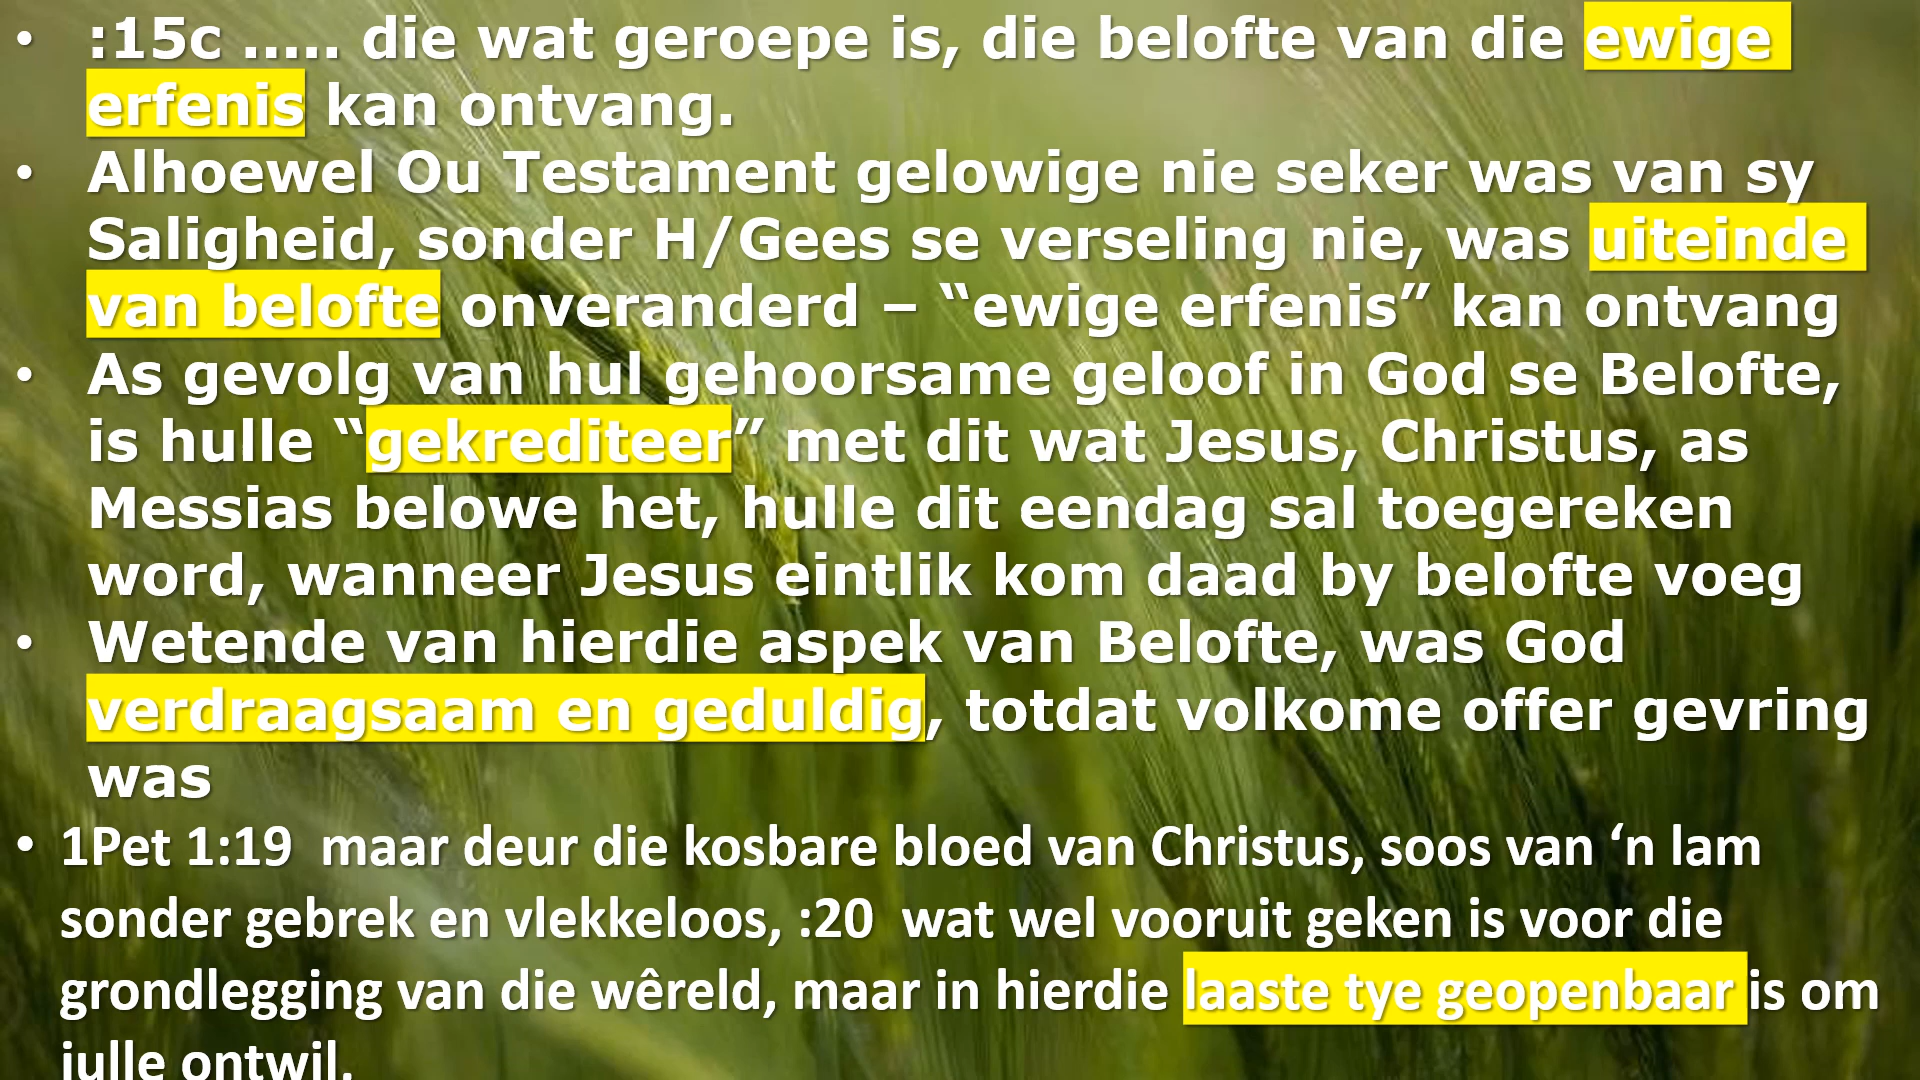 • :15c ..... die wat geroepe is, die belofte van die ewige
erfenis kan ontvang.
• Alhoewel Ou Testament gelowige nie seker was van sy
Saligheid, sonder H/Gees se verseling nie, was uiteinde
van belofte onveranderd – “ewige erfenis” kan ontvang
• As gevolg van hul gehoorsame geloof in God se Belofte,
is hulle “gekrediteer” met dit wat Jesus, Christus, as
Messias belowe het, hulle dit eendag sal toegereken
word, wanneer Jesus eintlik kom daad by belofte voeg
• Wetende van hierdie aspek van Belofte, was God
verdraagsaam en geduldig, totdat volkome offer gevring
was
• 1Pet 1:19  maar deur die kosbare bloed van Christus, soos van ‘n lam
sonder gebrek en vlekkeloos, :20  wat wel vooruit geken is voor die
grondlegging van die wêreld, maar in hierdie laaste tye geopenbaar is om
julle ontwil.